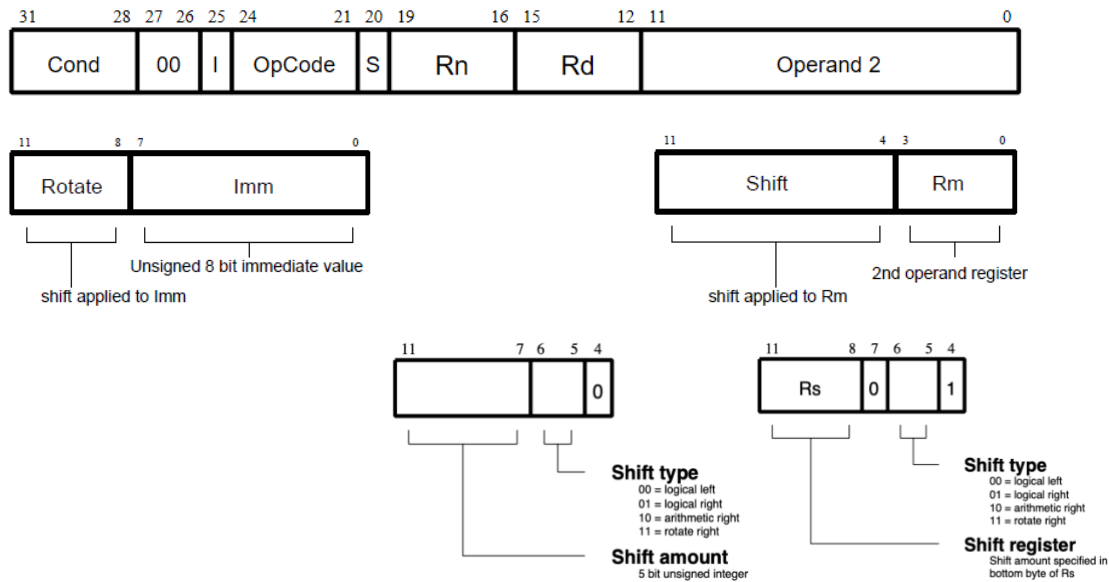 31 28 27 26 25 24 21 20 19 16 15 12 11 0
Cond 00 I OpCode S Rn Rd Operand 2
11 8 7 0
Rotate Imm
Unsigned 8 bit immediate value
shift applied to Imm
11 4 3 0
Shift Rm
2nd operand register
shift applied to Rm
11 7 6 5 4
0
Shift type
00 = logical left
01 = logical right
10 = arithmetic right
11 = rotate right
Shift amount
5 bit unsigned integer
11 8 7 6 5 4
Rs 0 1
Shift type
00 = logical left
01 = logical right
10 = arithmetic right
11 = rotate right
Shift register
Shift amount specified in
bottom byte of Rs